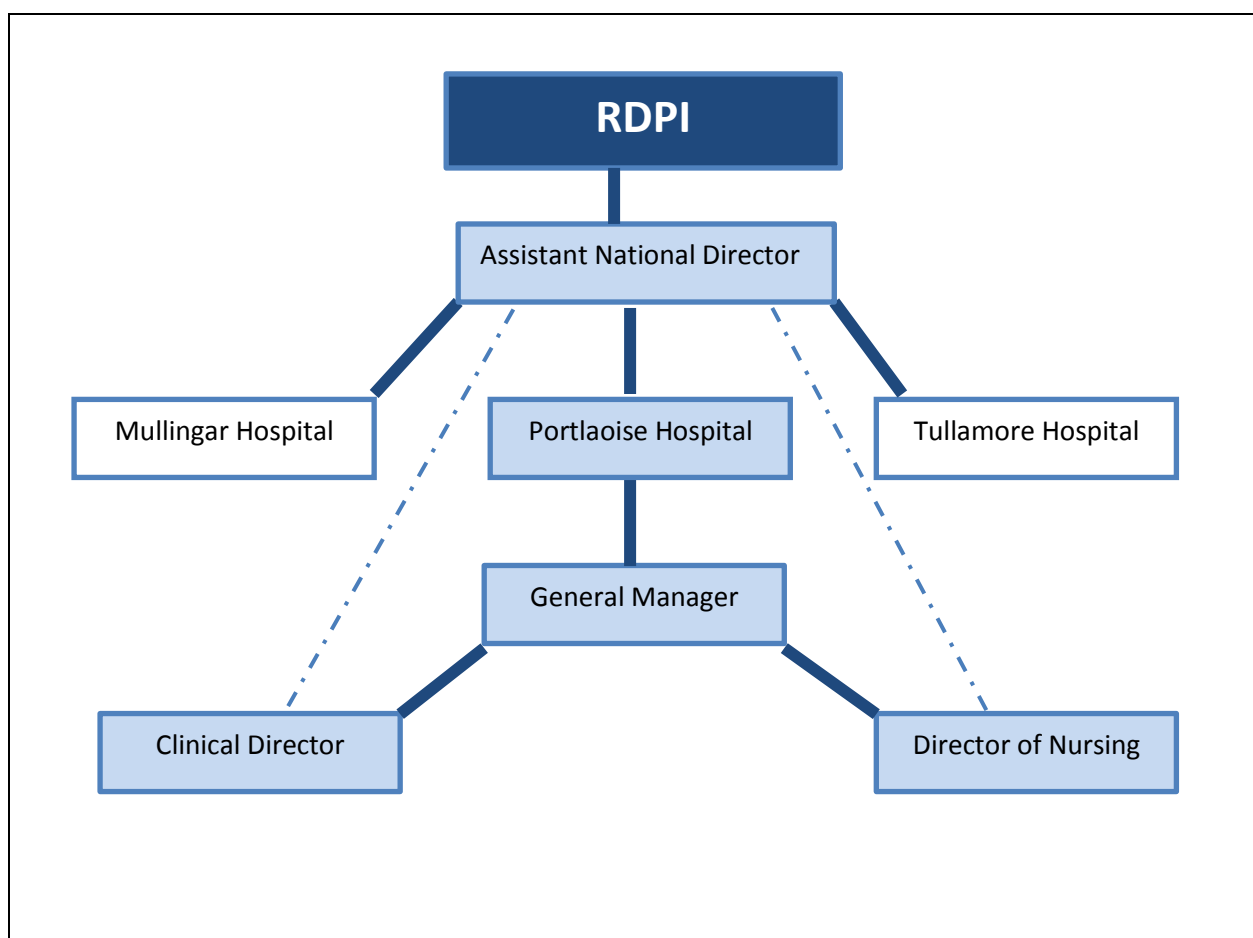 RDPI
Assistant National Director
Mullingar Hospital
Portlaoise Hospital
Tullamore Hospital
General Manager
Clinical Director
Director of Nursing